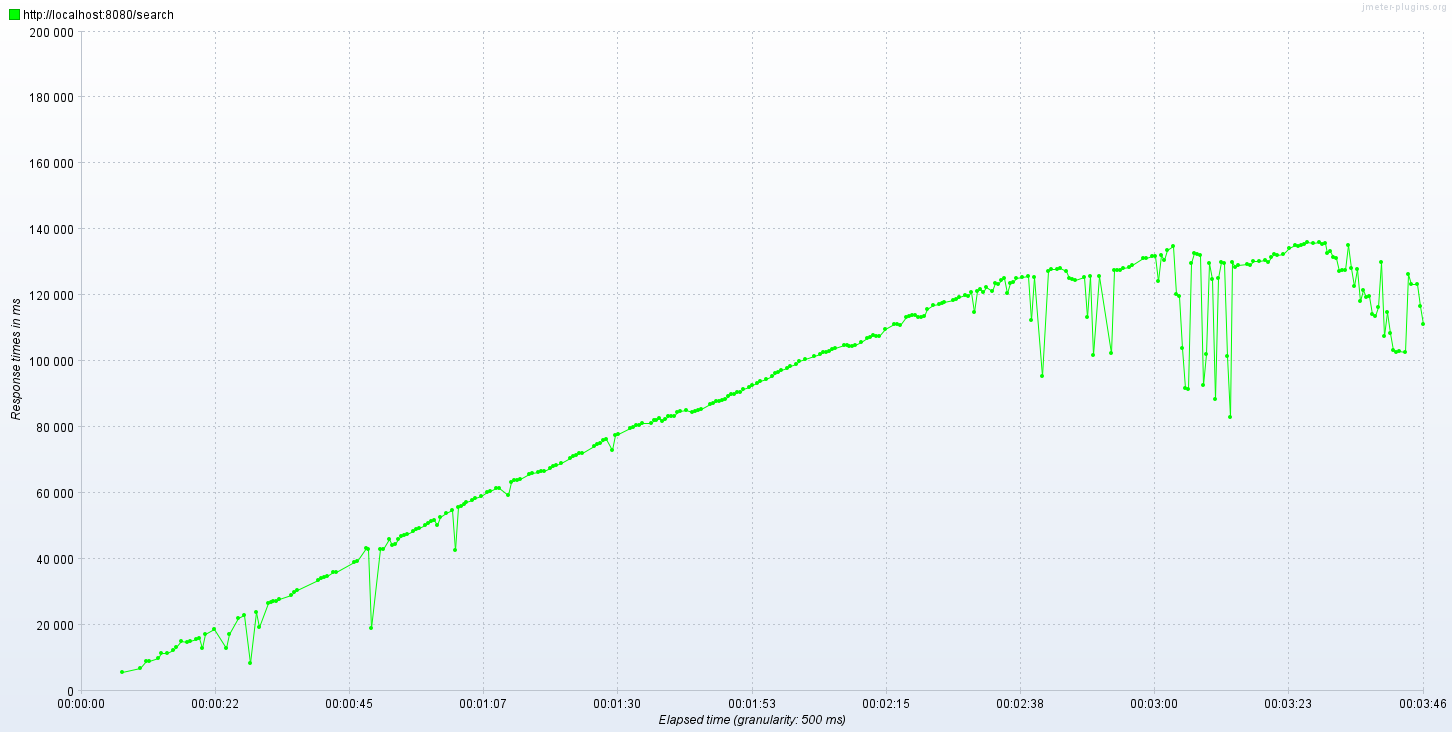 http://localhost:8080/search
jmeter-plugins.org
200 000
180 000
160 000
140 000
120 000
100 000
80 000
60 000
40 000
20 000
0
Response times in ms
00:00:00 00:00:22 00:00:45 00:01:07 00:01:30 00:01:53 00:02:15 00:02:38 00:03:00 00:03:23 00:03:46
Elapsed time (granularity: 500 ms)